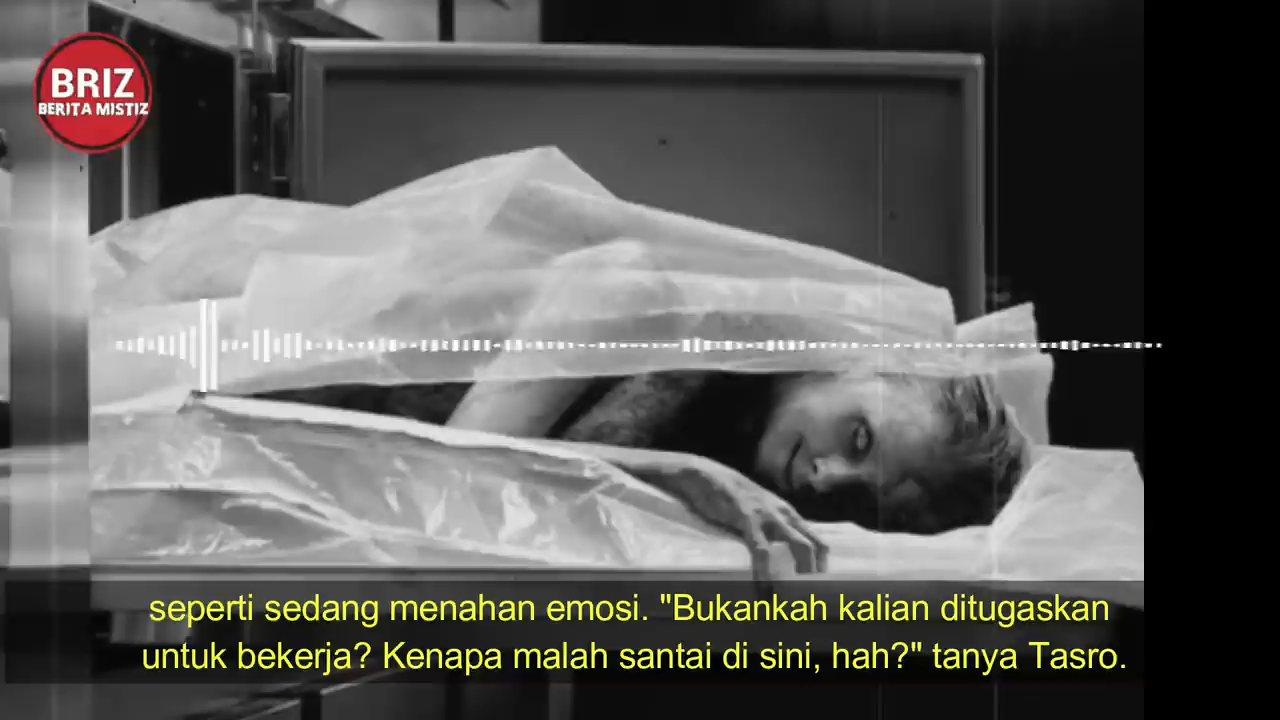 BRIZ
BERITA MISTIZ
seperti sedang menahan emosi. "Bukankah kalian ditugaskan
untuk bekerja? Kenapa malah santai di sini, hah?" tanya Tasro.